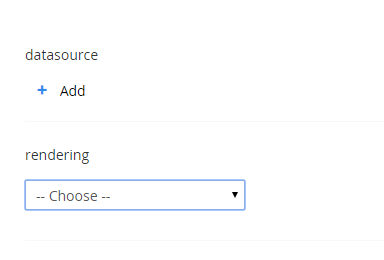 datasource
+ Add
rendering
-- Choose --